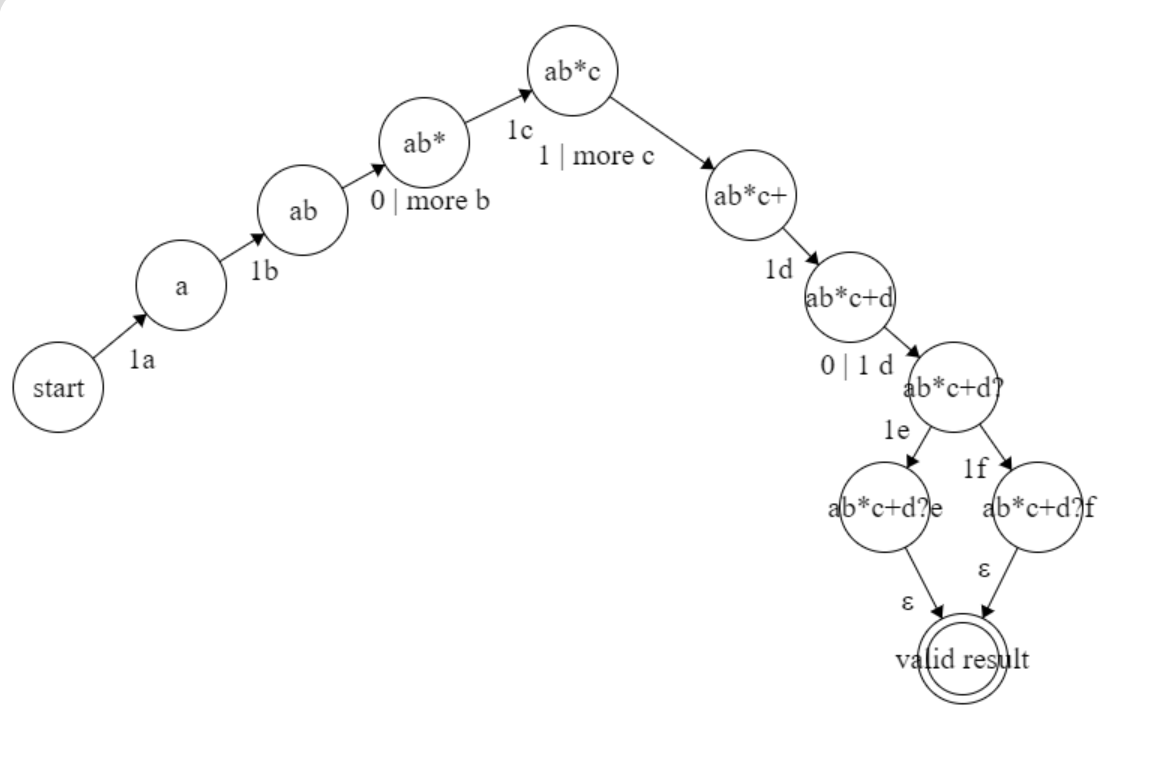 ab*c
1c
1 | more c
ab*
0 | more b
ab*c+
ab
1b
1d
a
ab*c+d
1a
0 | 1 d
start
ab*c+d?
1e
1f
ab*c+d?e
ab*c+d?f
ε
ε
valid result